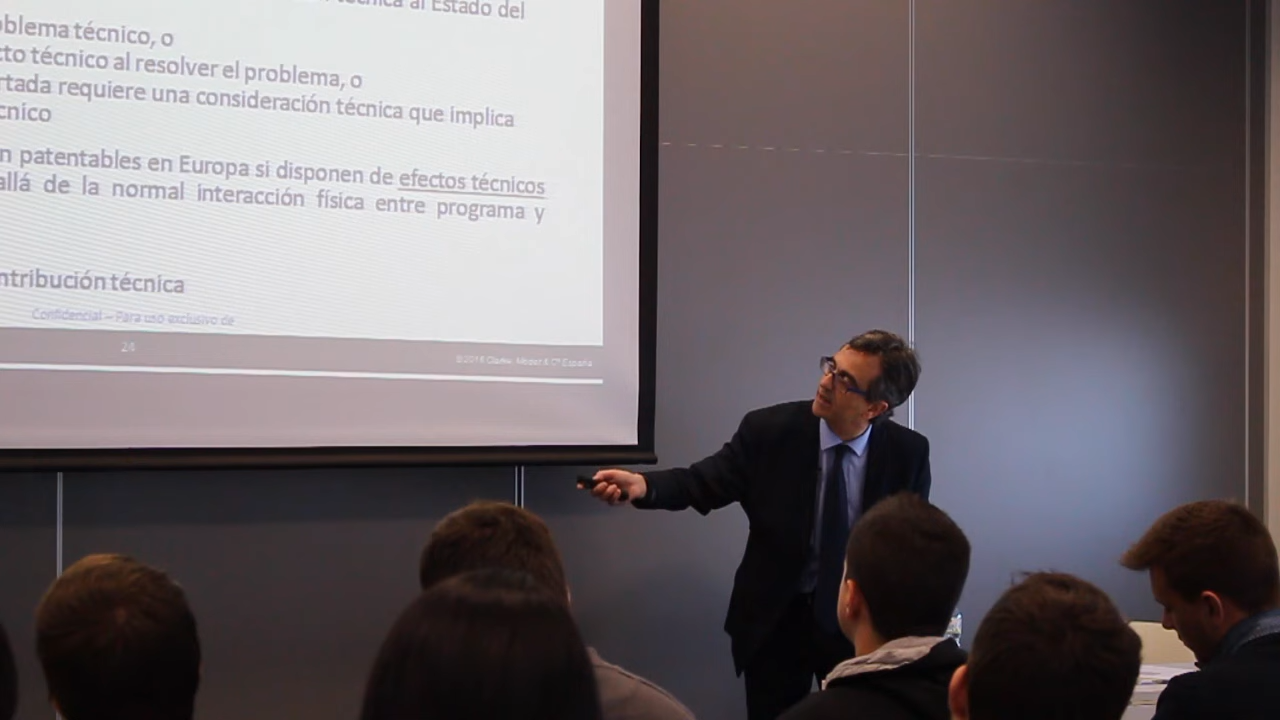 técnica al Estado del
blema técnico, o
cto técnico al resolver el problema, o
rtada requiere una consideración técnica que implica
cnico
n patentables en Europa si disponen de efectos técnicos
allá de la normal interacción física entre programa y
ntribución técnica
Confidencial – Para uso exclusivo de
24
España